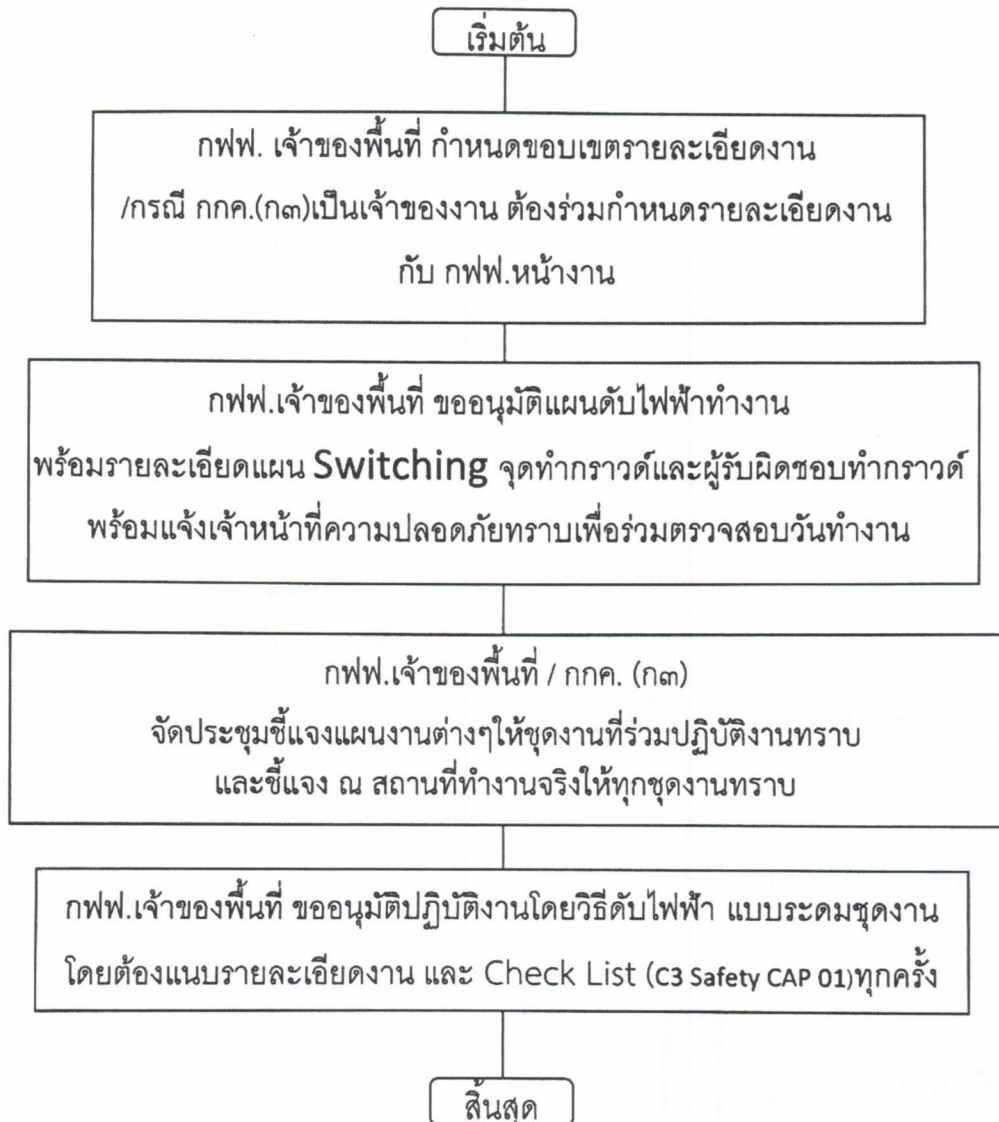 เริ่มต้น
กฟฟ. เจ้าของพื้นที่ กำหนดขอบเขตรายละเอียดงาน
/กรณี กกค.(ก๓)เป็นเจ้าของงาน ต้องร่วมกำหนดรายละเอียดงาน
กับ กฟฟ.หน้างาน
กฟฟ.เจ้าของพื้นที่ ขออนุมัติแผนดับไฟฟ้าทำงาน
พร้อมรายละเอียดแผน Switching จุดทำกราวด์และผู้รับผิดชอบทำกราวด์
พร้อมแจ้งเจ้าหน้าที่ความปลอดภัยทราบเพื่อร่วมตรวจสอบวันทำงาน
กฟฟ.เจ้าของพื้นที่ / กกค. (ก๓)
จัดประชุมชี้แจงแผนงานต่างๆให้ชุดงานที่ร่วมปฏิบัติงานทราบ
และชี้แจง ณ สถานที่ทำงานจริงให้ทุกชุดงานทราบ
กฟฟ.เจ้าของพื้นที่ ขออนุมัติปฏิบัติงานโดยวิธีดับไฟฟ้า แบบระดมชุดงาน
โดยต้องแนบรายละเอียดงาน และ Check List (C3 Safety CAP 01)ทุกครั้ง
สิ้นสุด